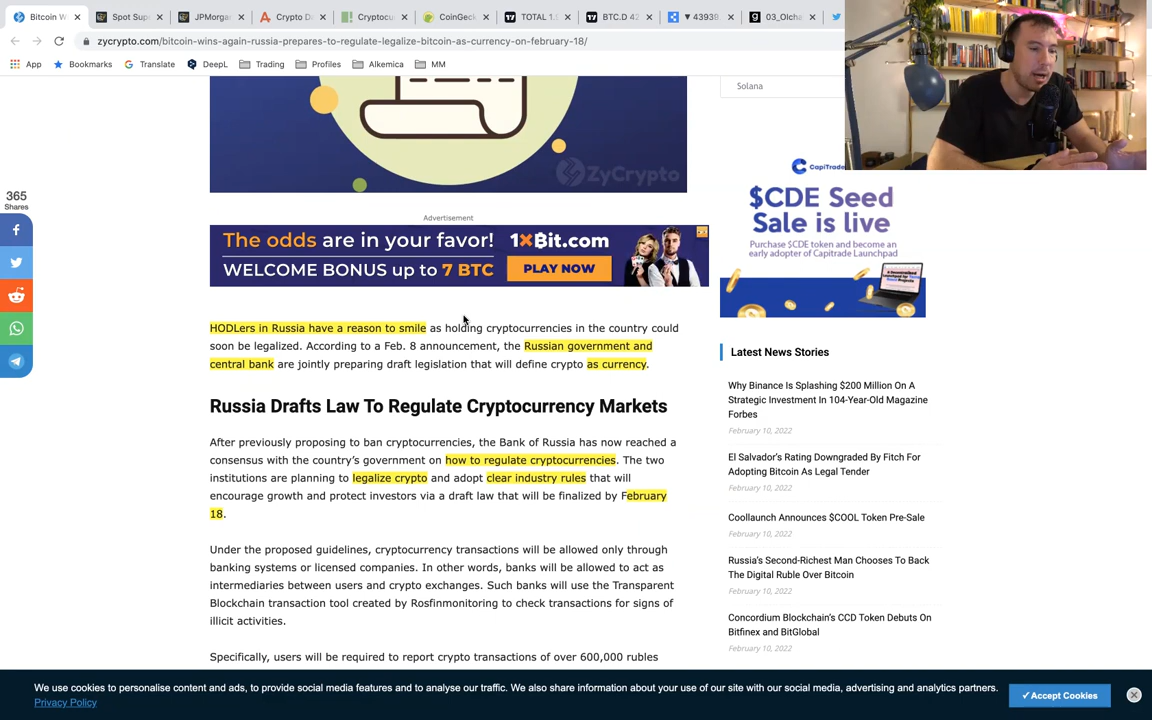 Bitcoin W
Spot Sup
JPMorga
Crypto D
Cryptocu
CoinGeck
TOTAL 1.
BTC.D 42
▼ 43938.
03_Olcha
zycrypto.com/bitcoin-wins-again-russia-prepares-to-regulate-legalize-bitcoin-as-currency-on-february-18/
App
Bookmarks
Translate
DeepL
Trading
Profiles
Alkemica
MM
ZyCrypto
365
Shares
Advertisement
The odds are in your favor!
WELCOME BONUS up to 7 BTC
1XBit.com
PLAY NOW
HODLers in Russia have a reason to smile as holding cryptocurrencies in the country could
soon be legalized. According to a Feb. 8 announcement, the Russian government and
central bank are jointly preparing draft legislation that will define crypto as currency.
Russia Drafts Law To Regulate Cryptocurrency Markets
After previously proposing to ban cryptocurrencies, the Bank of Russia has now reached a
consensus with the country's government on how to regulate cryptocurrencies. The two
institutions are planning to legalize crypto and adopt clear industry rules that will
encourage growth and protect investors via a draft law that will be finalized by February
18.
Under the proposed guidelines, cryptocurrency transactions will be allowed only through
banking systems or licensed companies. In other words, banks will be allowed to act as
intermediaries between users and crypto exchanges. Such banks will use the Transparent
Blockchain transaction tool created by Rosfinmonitoring to check transactions for signs of
illicit activities.
Specifically, users will be required to report crypto transactions of over 600,000 rubles
Solana
CapiTrade
$CDE Seed
Sale is live
Purchase $CDE token and become an
early adopter of Capitrade Launchpad
Latest News Stories
Why Binance Is Splashing $200 Million On A
Strategic Investment In 104-Year-Old Magazine
Forbes
February 10, 2022
El Salvador's Rating Downgraded By Fitch For
Adopting Bitcoin As Legal Tender
February 10, 2022
Coollaunch Announces $COOL Token Pre-Sale
February 10, 2022
Russia's Second-Richest Man Chooses To Back
The Digital Ruble Over Bitcoin
February 10, 2022
Concordium Blockchain's CCD Token Debuts On
Bitfinex and BitGlobal
February 10, 2022
We use cookies to personalise content and ads, to provide social media features and to analyse our traffic. We also share information about your use of our site with our social media, advertising and analytics partners.
Privacy Policy
✓Accept Cookies